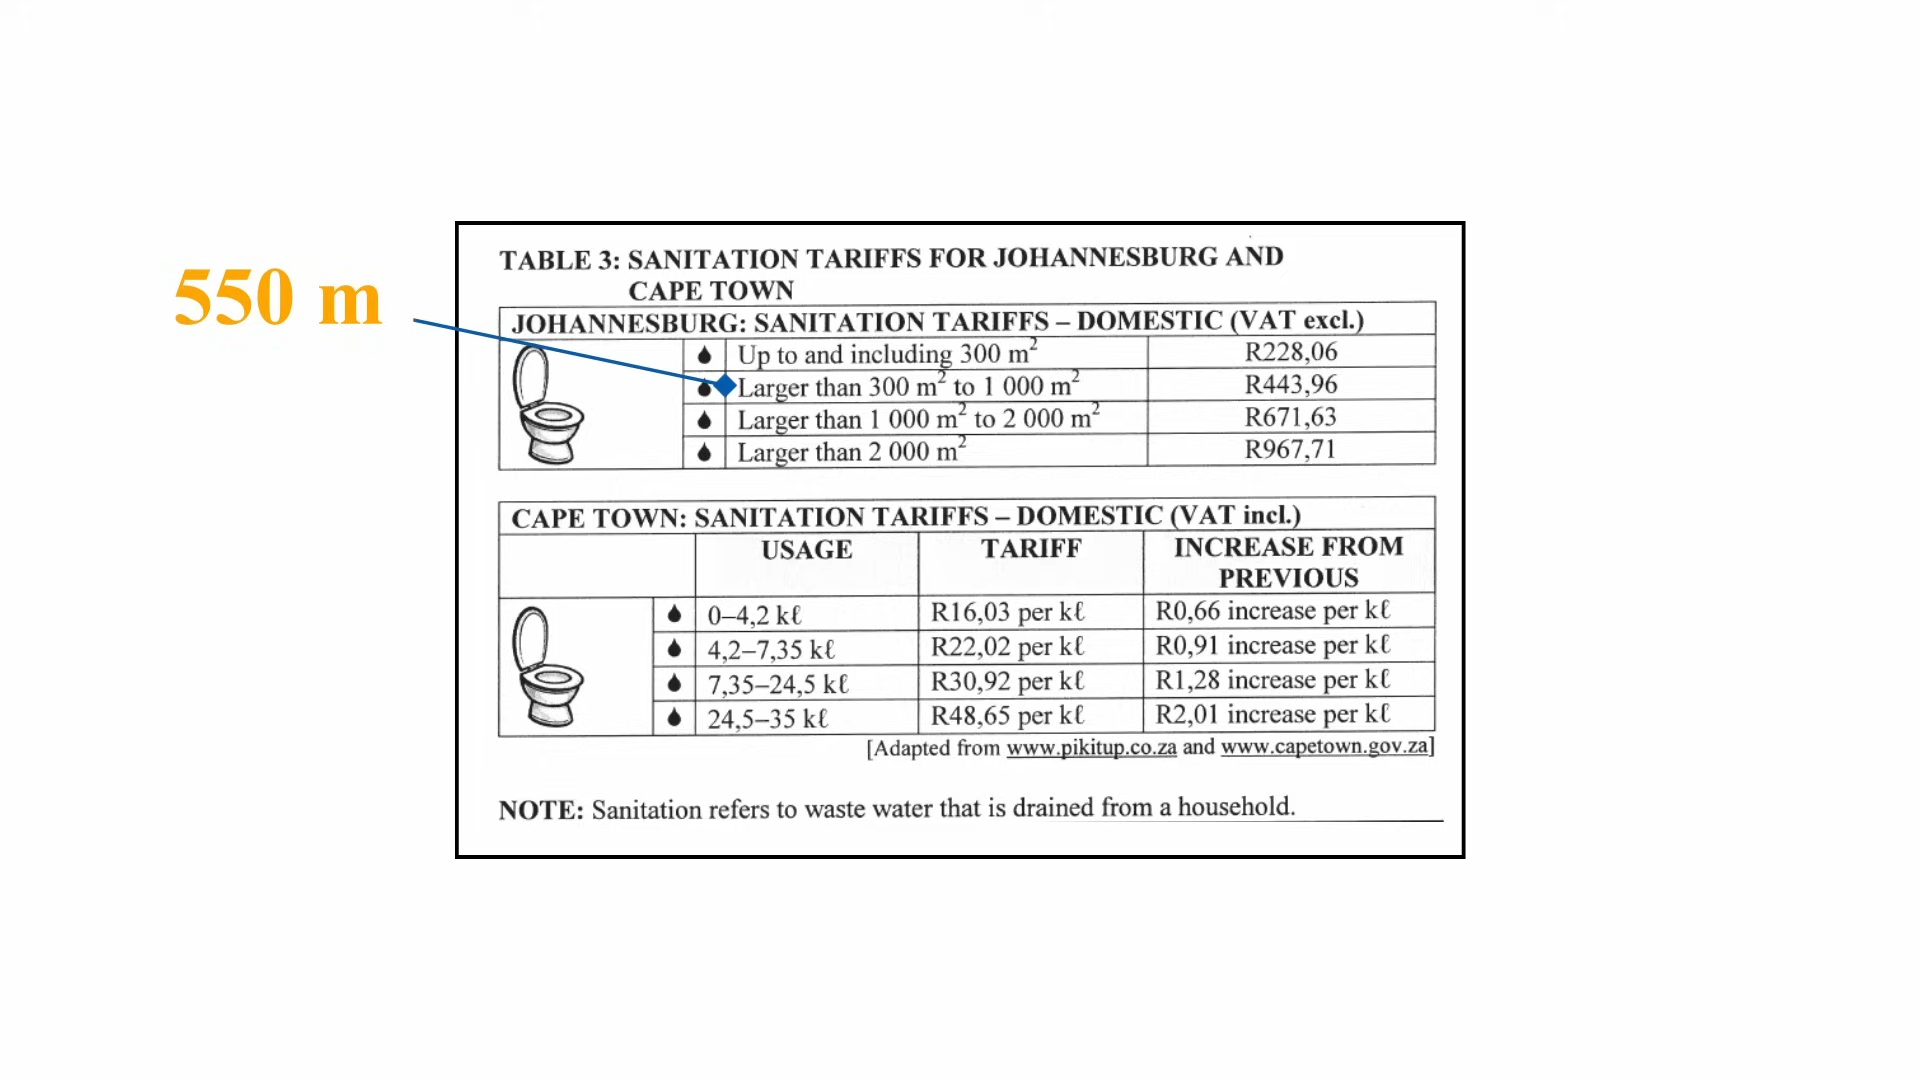 550 m
TABLE 3: SANITATION TARIFFS FOR JOHANNESBURG AND
CAPE TOWN
JOHANNESBURG: SANITATION TARIFFS – DOMESTIC (VAT excl.)
Up to and including 300 m² R228,06
Larger than 300 m² to 1 000 m² R443,96
Larger than 1 000 m² to 2 000 m² R671,63
Larger than 2 000 m² R967,71
CAPE TOWN: SANITATION TARIFFS – DOMESTIC (VAT incl.)
USAGE TARIFF INCREASE FROM
PREVIOUS
0–4,2 kℓ R16,03 per kℓ R0,66 increase per kℓ
4,2–7,35 kℓ R22,02 per kℓ R0,91 increase per kℓ
7,35–24,5 kℓ R30,92 per kℓ R1,28 increase per kℓ
24,5–35 kℓ R48,65 per kℓ R2,01 increase per kℓ
[Adapted from www.pikitup.co.za and www.capetown.gov.za]
NOTE: Sanitation refers to waste water that is drained from a household.